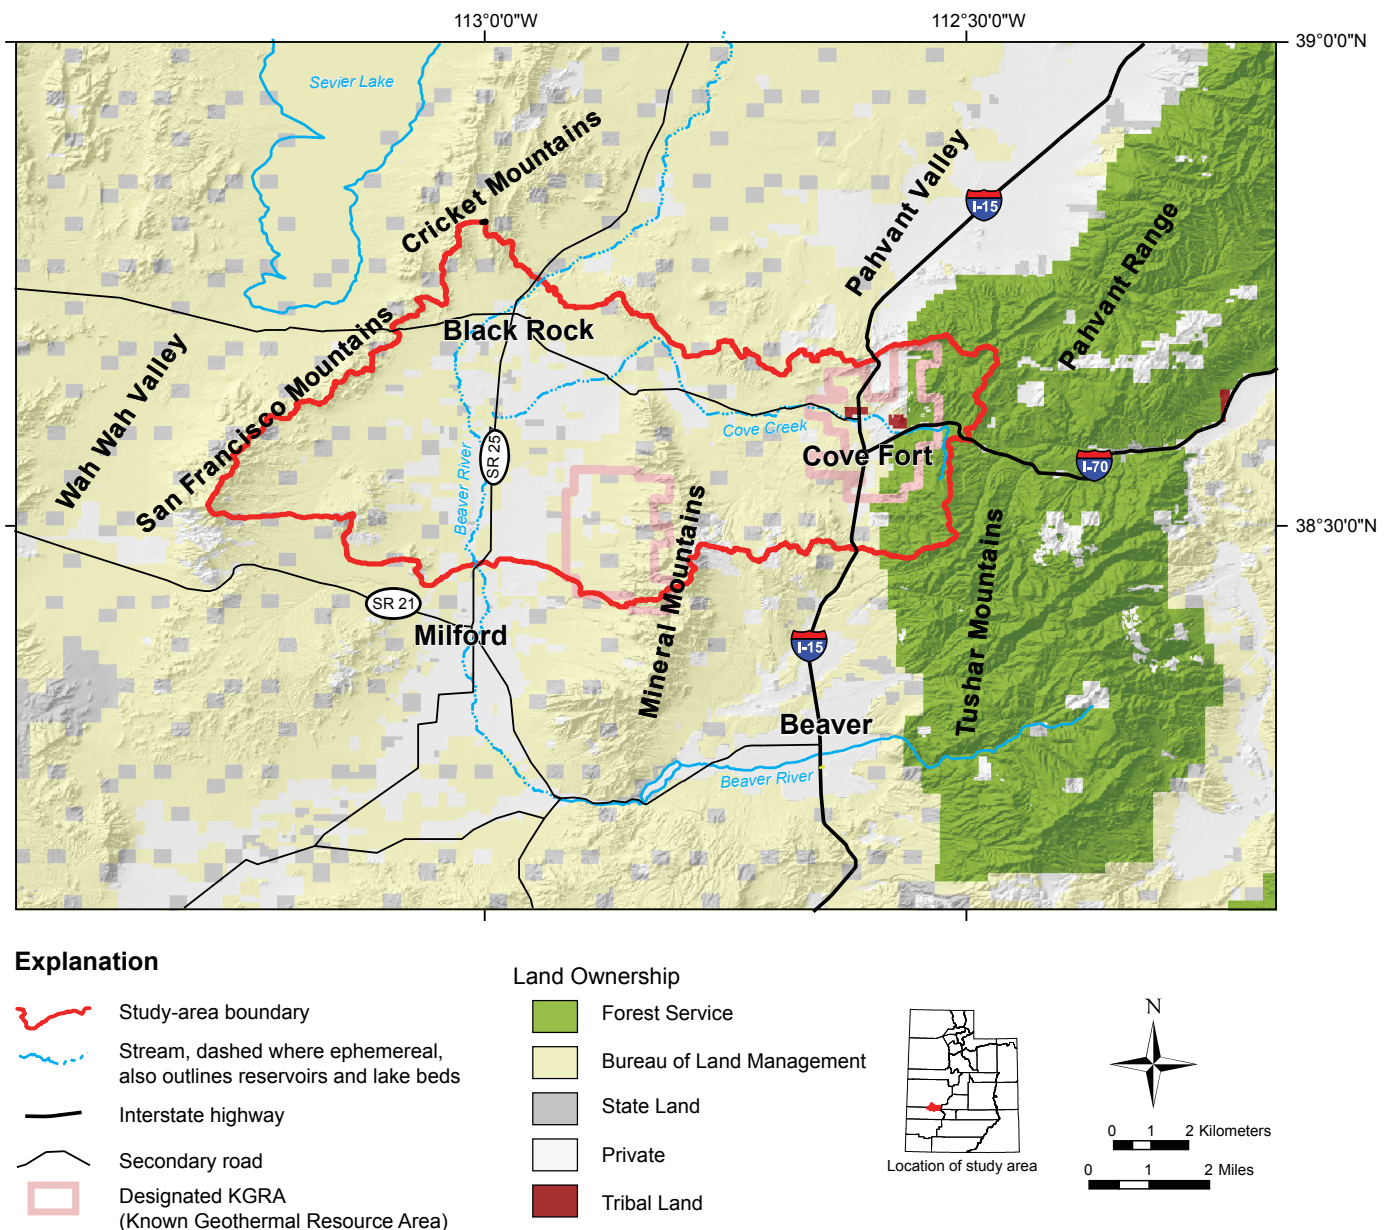 113°0'0"W
112°30'0"W
39°0'0"N
Sevier Lake
Cricket Mountains
Pahvant Valley
I-15
Pahvant Range
Black Rock
San Francisco Mountains
Wah Wah Valley
Cove Creek
Beaver River
SR 25
Cove Fort
I-70
38°30'0"N
Mineral Mountains
Tushar Mountains
SR 21
Milford
I-15
Beaver
Beaver River
Explanation
Study-area boundary
Stream, dashed where ephemereal,
also outlines reservoirs and lake beds
Interstate highway
Secondary road
Designated KGRA
(Known Geothermal Resource Area)
Land Ownership
Forest Service
Bureau of Land Management
State Land
Private
Tribal Land
Location of study area
N
0 1 2 Kilometers
0 1 2 Miles